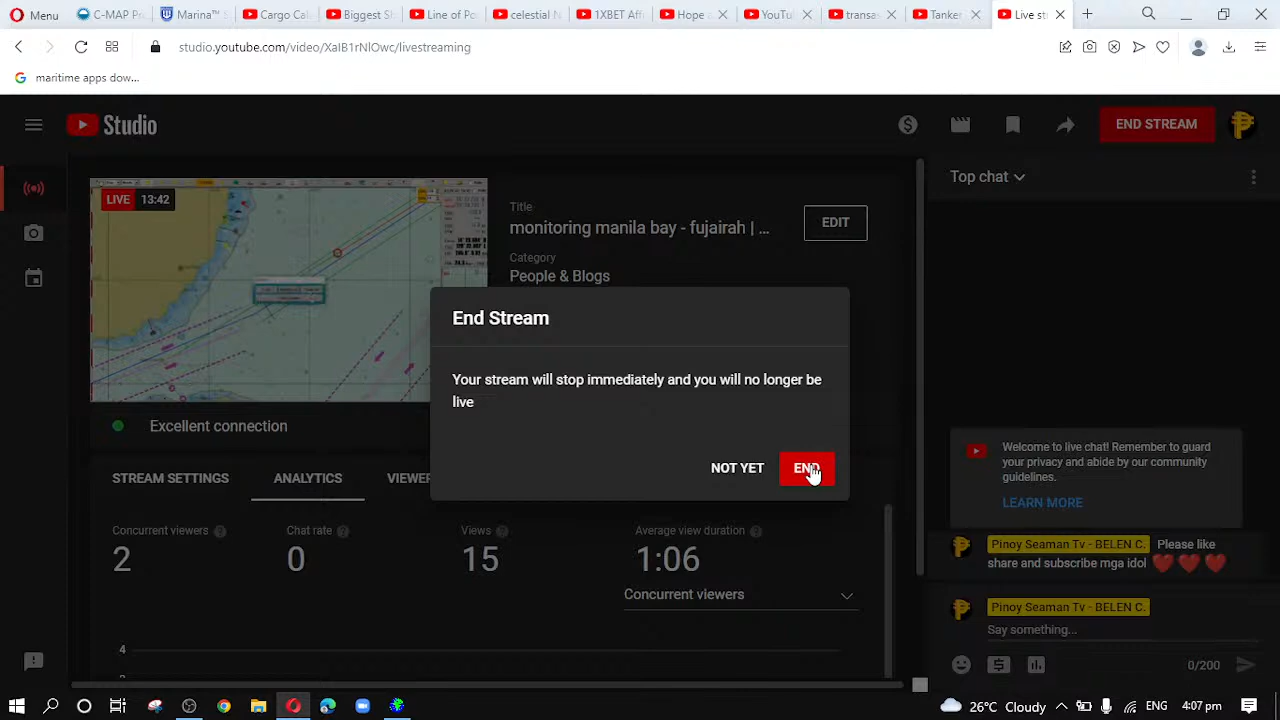 Menu
C-MAP Po
Marina™ E
Cargo Cal
Biggest Sh
Line of Po
celestial N
1XBET Aff
Hope a
YouTu
transas
Tanker
Live st
studio.youtube.com/video/XaIB1rNlOwc/livestreaming
maritime apps dow...
Studio
END STREAM
LIVE 13:42
Title
monitoring manila bay - fujairah | ...
EDIT
Category
People & Blogs
Top chat
End Stream
Your stream will stop immediately and you will no longer be
live
NOT YET
END
Excellent connection
STREAM SETTINGS
ANALYTICS
VIEWER
Concurrent viewers
Chat rate
Views
Average view duration
2
0
15
1:06
Concurrent viewers
4
Welcome to live chat! Remember to guard
your privacy and abide by our community
guidelines.
LEARN MORE
Pinoy Seaman Tv - BELEN C. Please like
share and subscribe mga idol
Pinoy Seaman Tv - BELEN C.
Say something...
0/200
26°C Cloudy
ENG
4:07 pm